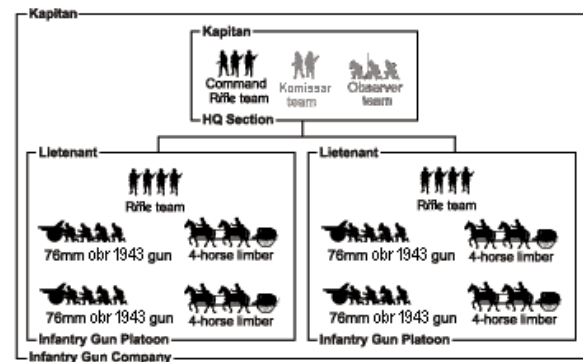 Kapitan
Kapitan
Command
Rifle team
Komissar
team
Observer
team
HQ Section
Lietenant
Rifle team
76mm obr 1943 gun
4-horse limber
76mm obr 1943 gun
4-horse limber
Infantry Gun Platoon
Lietenant
Rifle team
76mm obr 1943 gun
4-horse limber
76mm obr 1943 gun
4-horse limber
Infantry Gun Platoon
Infantry Gun Company